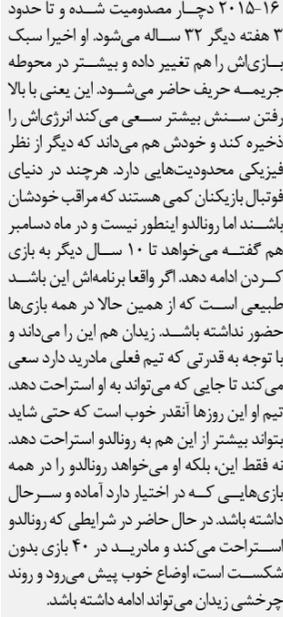 ۲۰۱۵-۱۶ دچار مصدومیت شده و تا حدود
۳ هفته دیگر ۳۲ ساله می‌شود. او اخیرا سبک
بازی‌اش را هم تغییر داده و بیشتر در محوطه
جریمه حریف حاضر می‌شود. این یعنی با بالا
رفتن سنش بیشتر سعی می‌کند انرژی‌اش را
ذخیره کند و خودش هم می‌داند که دیگر از نظر
فیزیکی محدودیت‌هایی دارد. هرچند در دنیای
فوتبال بازیکنان کمی هستند که مراقب خودشان
باشند اما رونالدو اینطور نیست و در ماه دسامبر
هم گفته می‌خواهد تا ۱۰ سال دیگر به بازی
کردن ادامه دهد. اگر واقعا برنامه‌اش این باشد
طبیعی است که از همین حالا در همه بازی‌ها
حضور نداشته باشد. زیدان هم این را می‌داند و
با توجه به قدرتی که تیم فعلی مادرید دارد سعی
می‌کند تا جایی که می‌تواند به او استراحت دهد.
تیم او این روزها آنقدر خوب است که حتی شاید
بتواند بیشتر از این هم به رونالدو استراحت دهد.
نه فقط این، بلکه او می‌خواهد رونالدو را در همه
بازی‌هایی که در اختیار دارد آماده و سرحال
داشته باشد. در حال حاضر در شرایطی که رونالدو
استراحت می‌کند و مادرید در ۴۰ بازی بدون
شکست است، اوضاع خوب پیش می‌رود و روند
چرخشی زیدان می‌تواند ادامه داشته باشد.